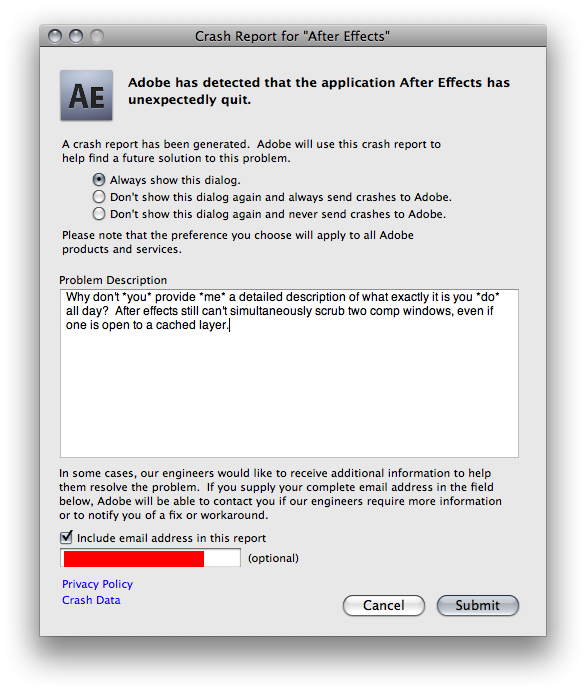 Crash Report for "After Effects"
AE
Adobe has detected that the application After Effects has
unexpectedly quit.
A crash report has been generated.  Adobe will use this crash report to
help find a future solution to this problem.
Always show this dialog.
Don't show this dialog again and always send crashes to Adobe.
Don't show this dialog again and never send crashes to Adobe.
Please note that the preference you choose will apply to all Adobe
products and services.
Problem Description
Why don't *you* provide *me* a detailed description of what exactly it is you *do*
all day?  After effects still can't simultaneously scrub two comp windows, even if
one is open to a cached layer.
In some cases, our engineers would like to receive additional information to help
them resolve the problem.  If you supply your complete email address in the field
below, Adobe will be able to contact you if our engineers require more information
or to notify you of a fix or workaround.
Include email address in this report
(optional)
Privacy Policy
Crash Data
Cancel
Submit